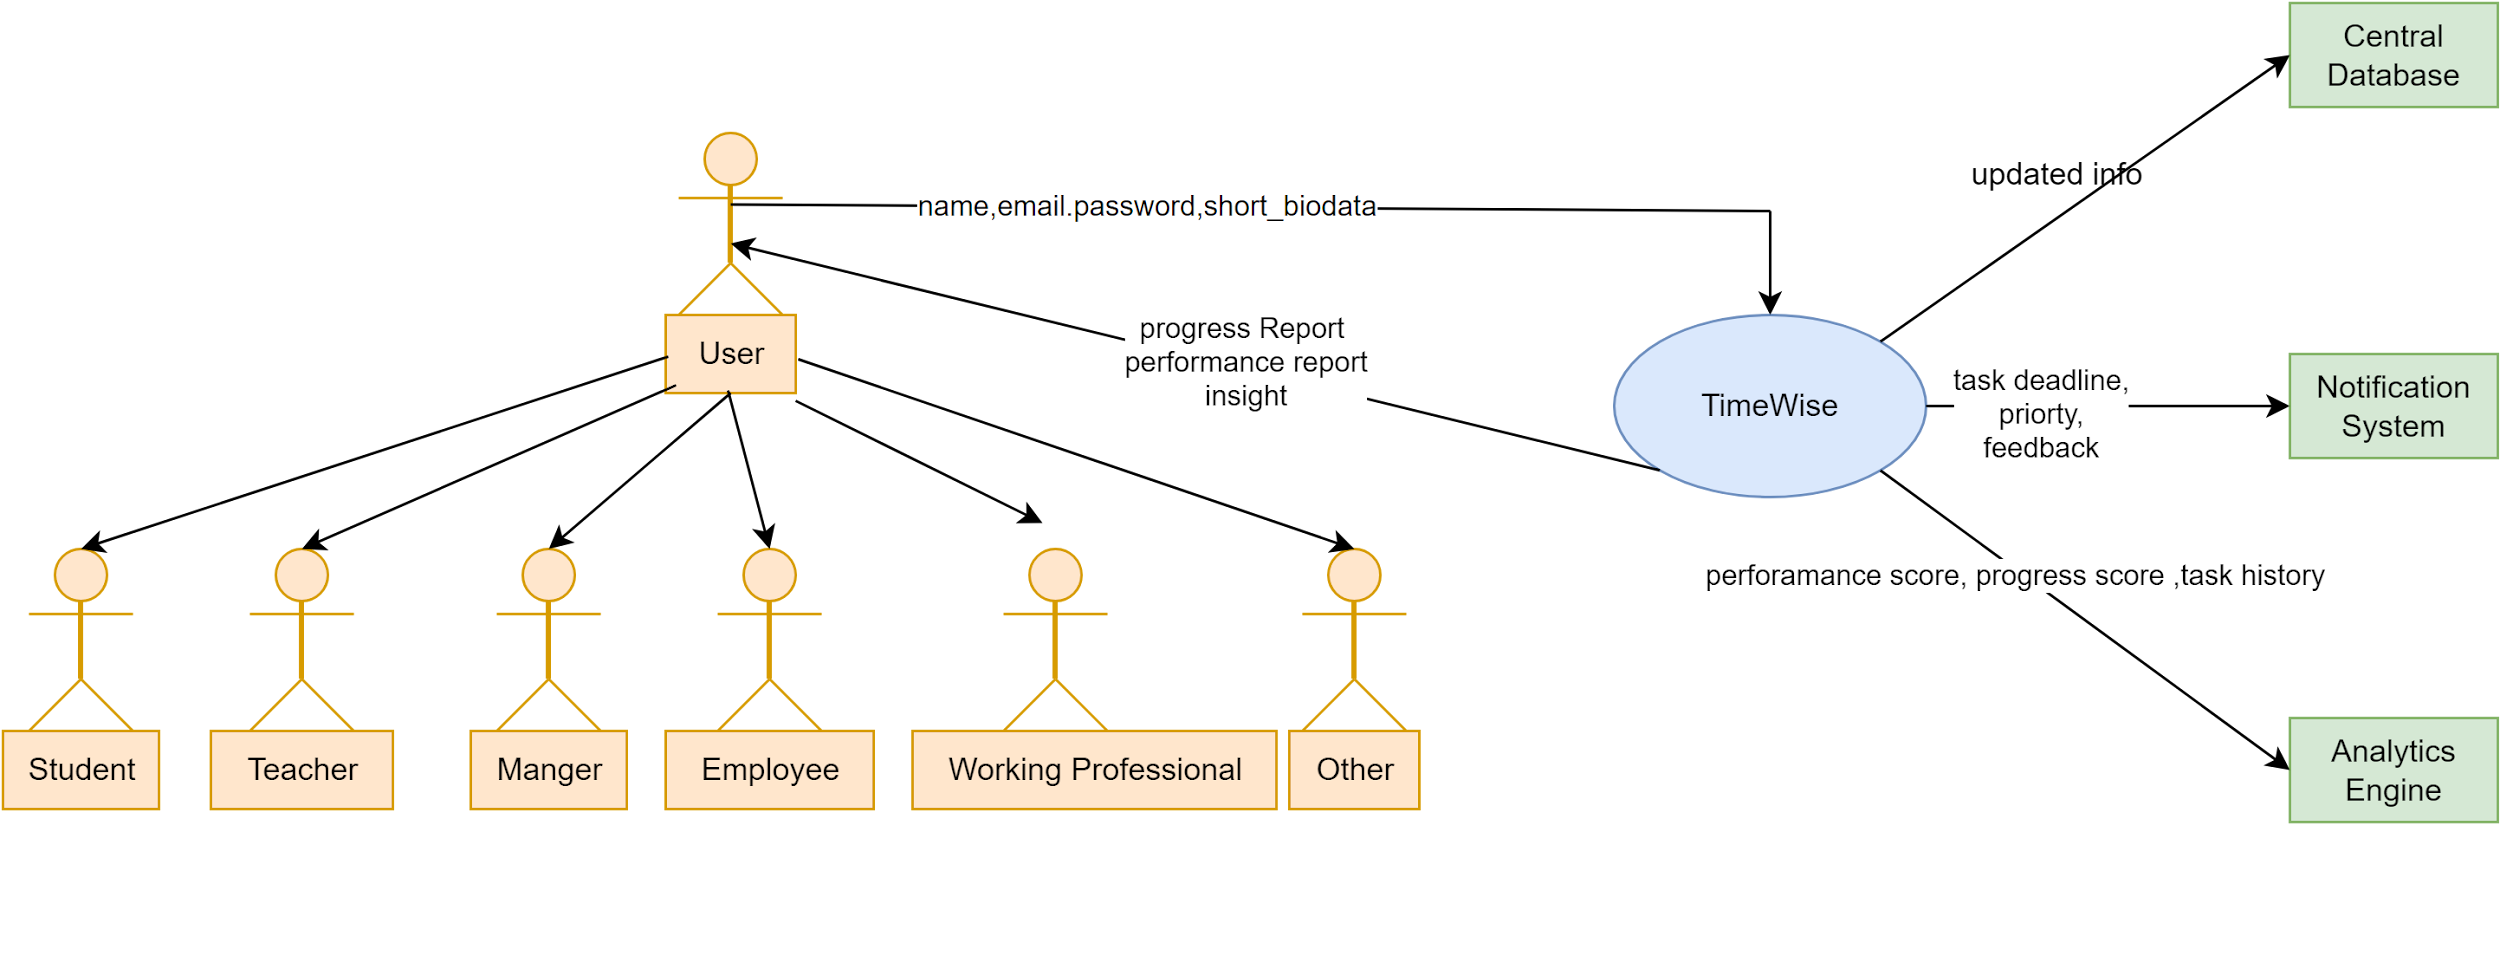 Central
Database
updated info
name,email.password,short_biodata
progress Report
performance report
insight
User
TimeWise
task deadline,
priorty,
feedback
Notification
System
perforamance score, progress score ,task history
Student
Teacher
Manger
Employee
Working Professional
Other
Analytics
Engine